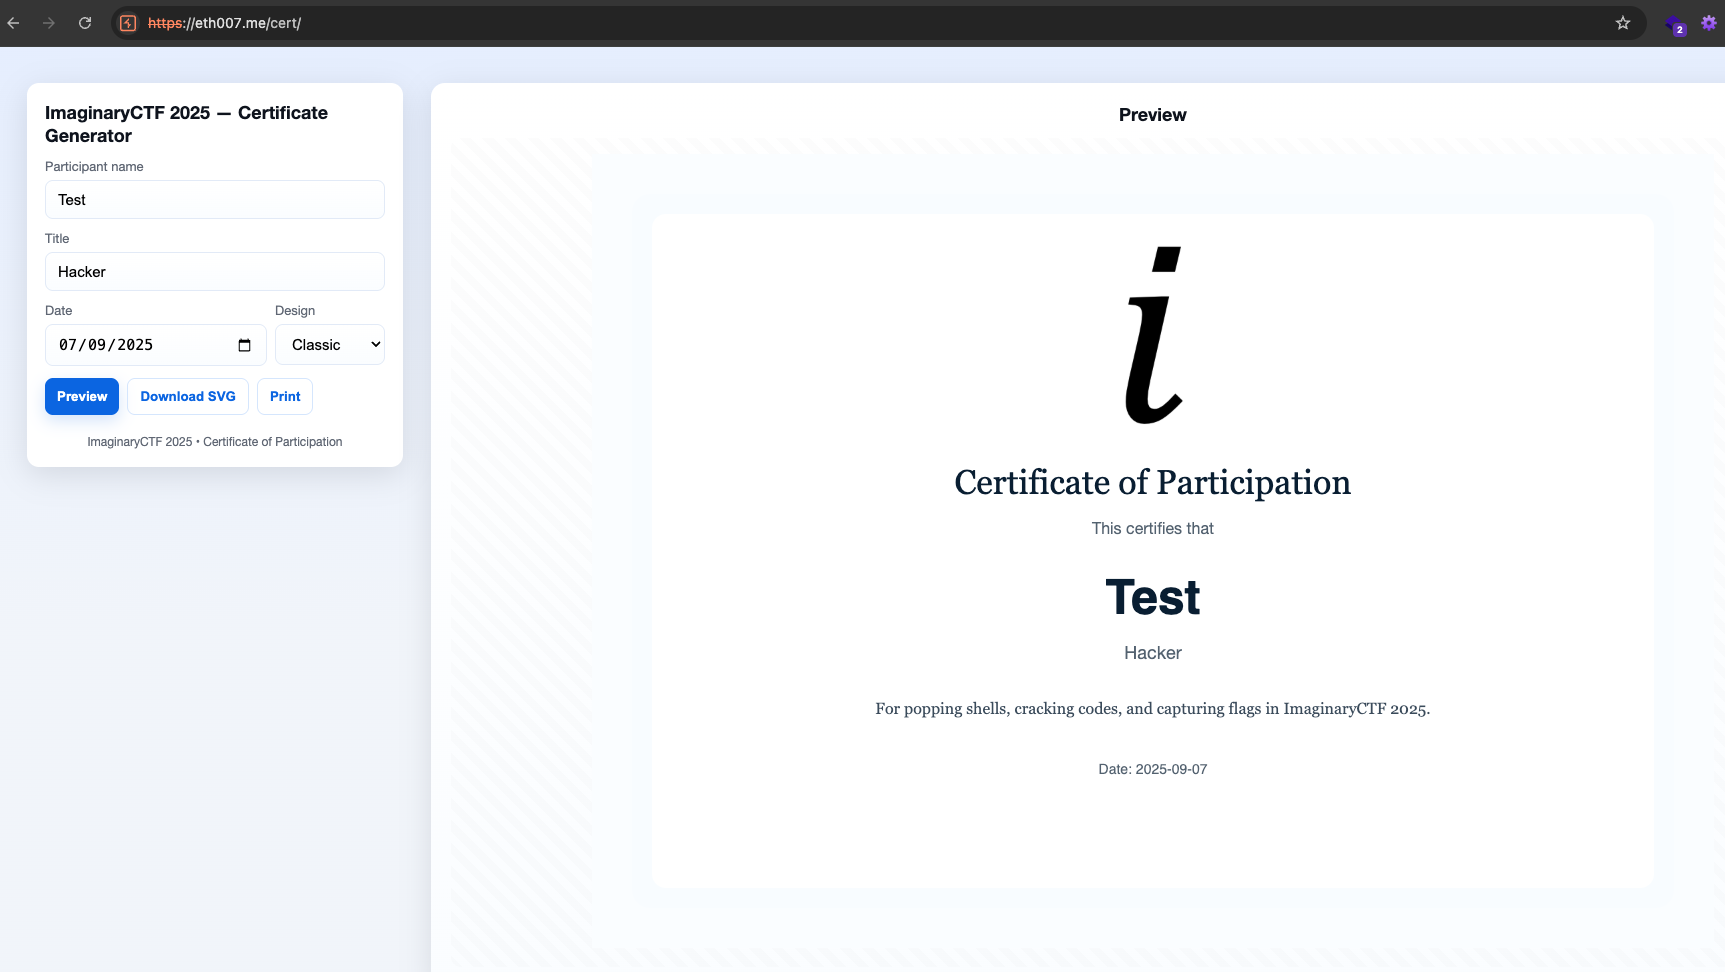 https://eth007.me/cert/
2
ImaginaryCTF 2025 — Certificate
Generator
Participant name
Test
Title
Hacker
Date
Design
07/09/2025
Classic
Preview
Download SVG
Print
ImaginaryCTF 2025 • Certificate of Participation
Preview
i
Certificate of Participation
This certifies that
Test
Hacker
For popping shells, cracking codes, and capturing flags in ImaginaryCTF 2025.
Date: 2025-09-07